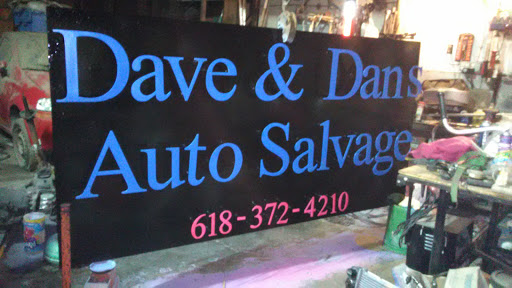 Dave & Dans
Auto Salvage
618-372-4210